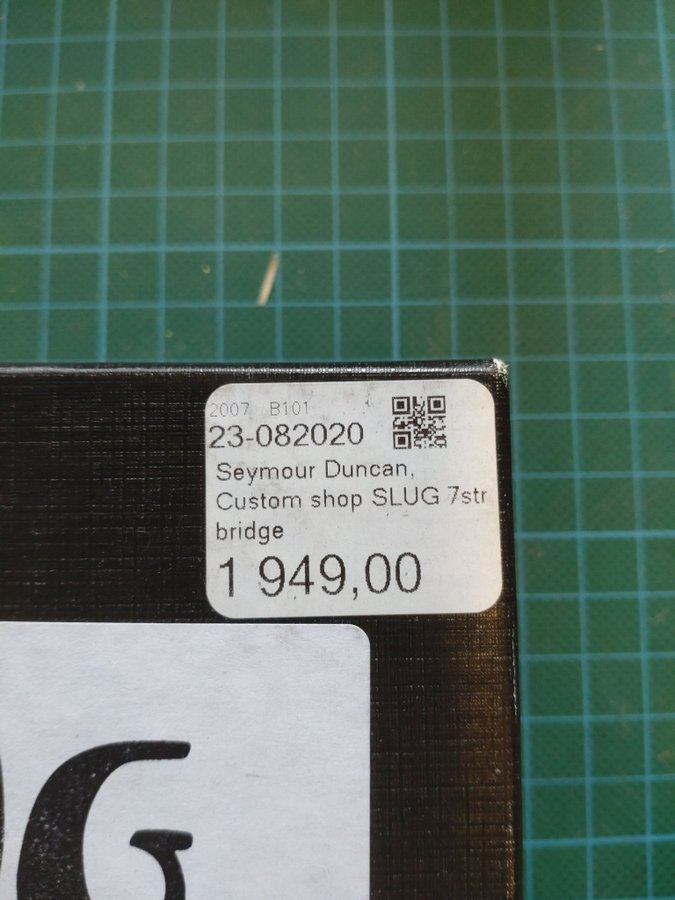 2007 B101
23-082020
Seymour Duncan,
Custom shop SLUG 7str
bridge
1 949,00
G